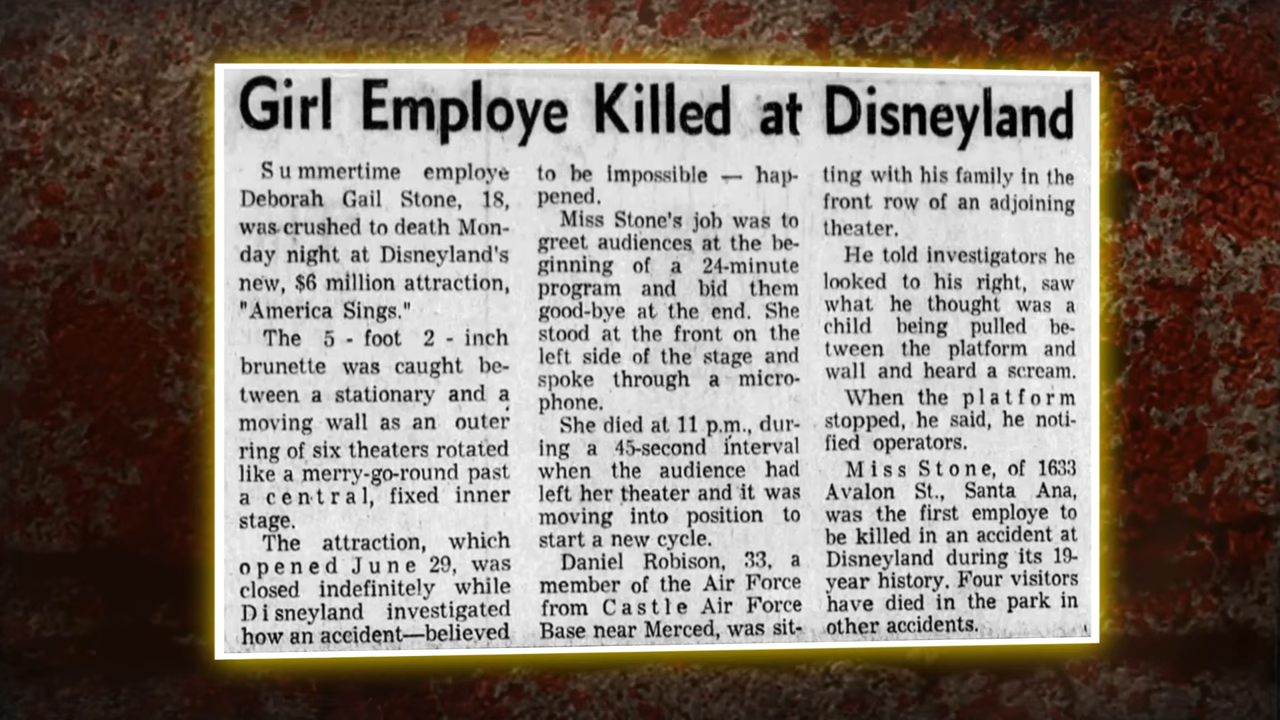 Girl Employe Killed at Disneyland
Summertime employe
Deborah Gail Stone, 18,
was crushed to death Mon-
day night at Disneyland's
new, $6 million attraction,
"America Sings."
The 5 - foot 2 - inch
brunette was caught be-
tween a stationary and a
moving wall as an outer
ring of six theaters rotated
like a merry-go-round past
a central, fixed inner
stage.
The attraction, which
opened June 29, was
closed indefinitely while
Disneyland investigated
how an accident—believed
to be impossible — hap-
pened.
Miss Stone's job was to
greet audiences at the be-
ginning of a 24-minute
program and bid them
good-bye at the end. She
stood at the front on the
left side of the stage and
spoke through a micro-
phone.
She died at 11 p.m., dur-
ing a 45-second interval
when the audience had
left her theater and it was
moving into position to
start a new cycle.
Daniel Robison, 33, a
member of the Air Force
from Castle Air Force
Base near Merced, was sit-
ting with his family in the
front row of an adjoining
theater.
He told investigators he
looked to his right, saw
what he thought was a
child being pulled be-
tween the platform and
wall and heard a scream.
When the platform
stopped, he said, he noti-
fied operators.
Miss Stone, of 1633
Avalon St., Santa Ana,
was the first employe to
be killed in an accident at
Disneyland during its 19-
year history. Four visitors
have died in the park in
other accidents.